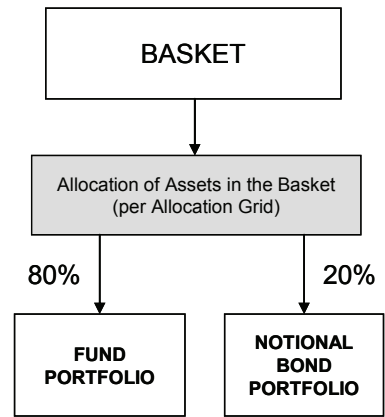 BASKET
Allocation of Assets in the Basket
(per Allocation Grid)
80%
20%
FUND
PORTFOLIO
NOTIONAL
BOND
PORTFOLIO